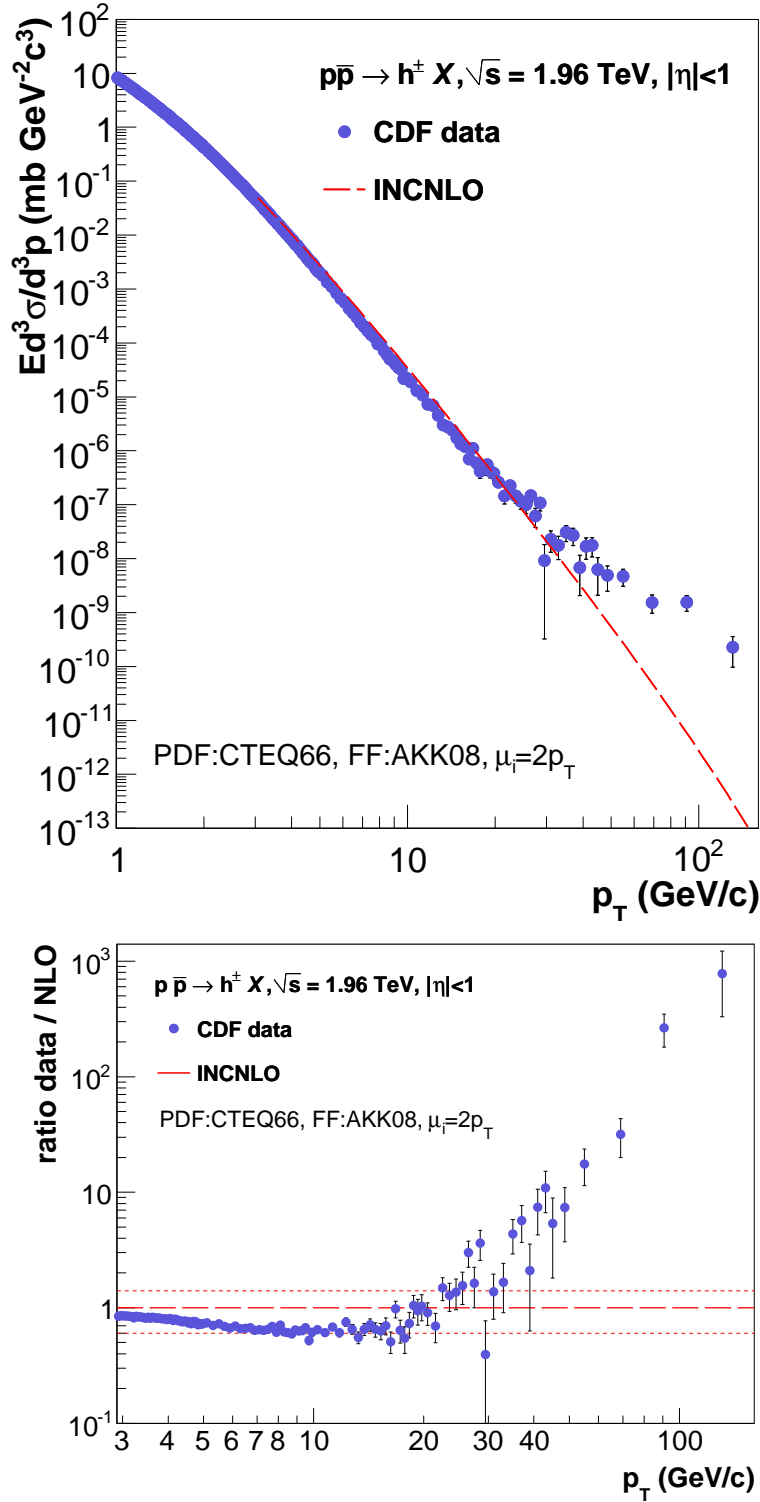 Ed³σ/d³p (mb GeV⁻²c³)
10²
10
1
10⁻¹
10⁻²
10⁻³
10⁻⁴
10⁻⁵
10⁻⁶
10⁻⁷
10⁻⁸
10⁻⁹
10⁻¹⁰
10⁻¹¹
10⁻¹²
10⁻¹³
pp̅ → h± X,√s = 1.96 TeV, |η|<1
CDF data
INCNLO
PDF:CTEQ66, FF:AKK08, μᵢ=2p_T
1 10 10²
p_T (GeV/c)
ratio data / NLO
10³
10²
10
1
10⁻¹
p p̅ → h± X,√s = 1.96 TeV, |η|<1
CDF data
INCNLO
PDF:CTEQ66, FF:AKK08, μᵢ=2p_T
3 4 5 6 7 8 10 20 30 40 100
p_T (GeV/c)